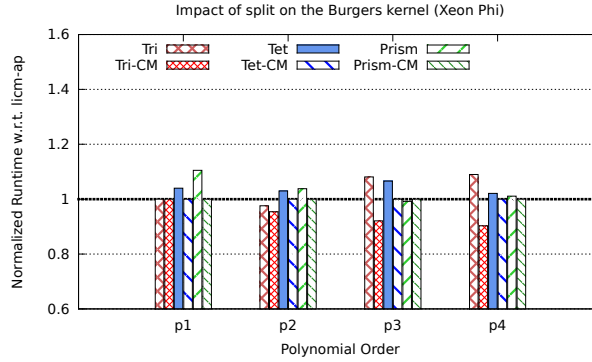 Impact of split on the Burgers kernel (Xeon Phi)
Normalized Runtime w.r.t. licm-ap
1.6
1.4
1.2
1
0.8
0.6
Tri
Tet
Prism
Tri-CM
Tet-CM
Prism-CM
p1
p2
p3
p4
Polynomial Order